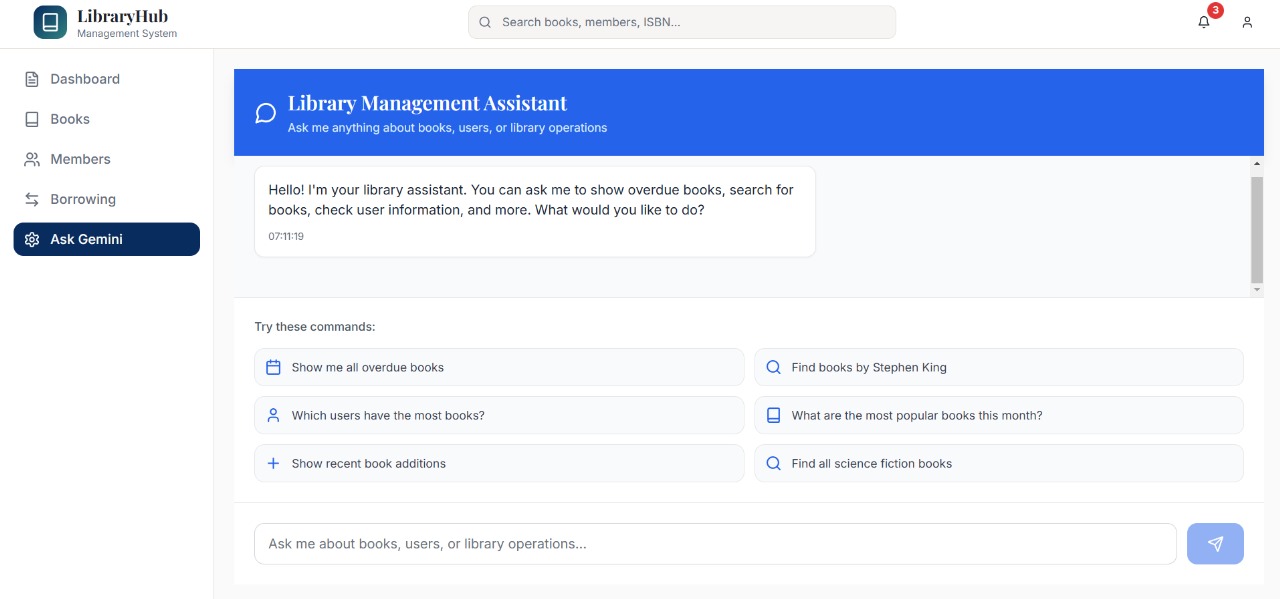 LibraryHub
Management System
Search books, members, ISBN...
3
Dashboard
Books
Members
Borrowing
Ask Gemini
Library Management Assistant
Ask me anything about books, users, or library operations
Hello! I'm your library assistant. You can ask me to show overdue books, search for
books, check user information, and more. What would you like to do?
07:11:19
Try these commands:
Show me all overdue books
Find books by Stephen King
Which users have the most books?
What are the most popular books this month?
Show recent book additions
Find all science fiction books
Ask me about books, users, or library operations...